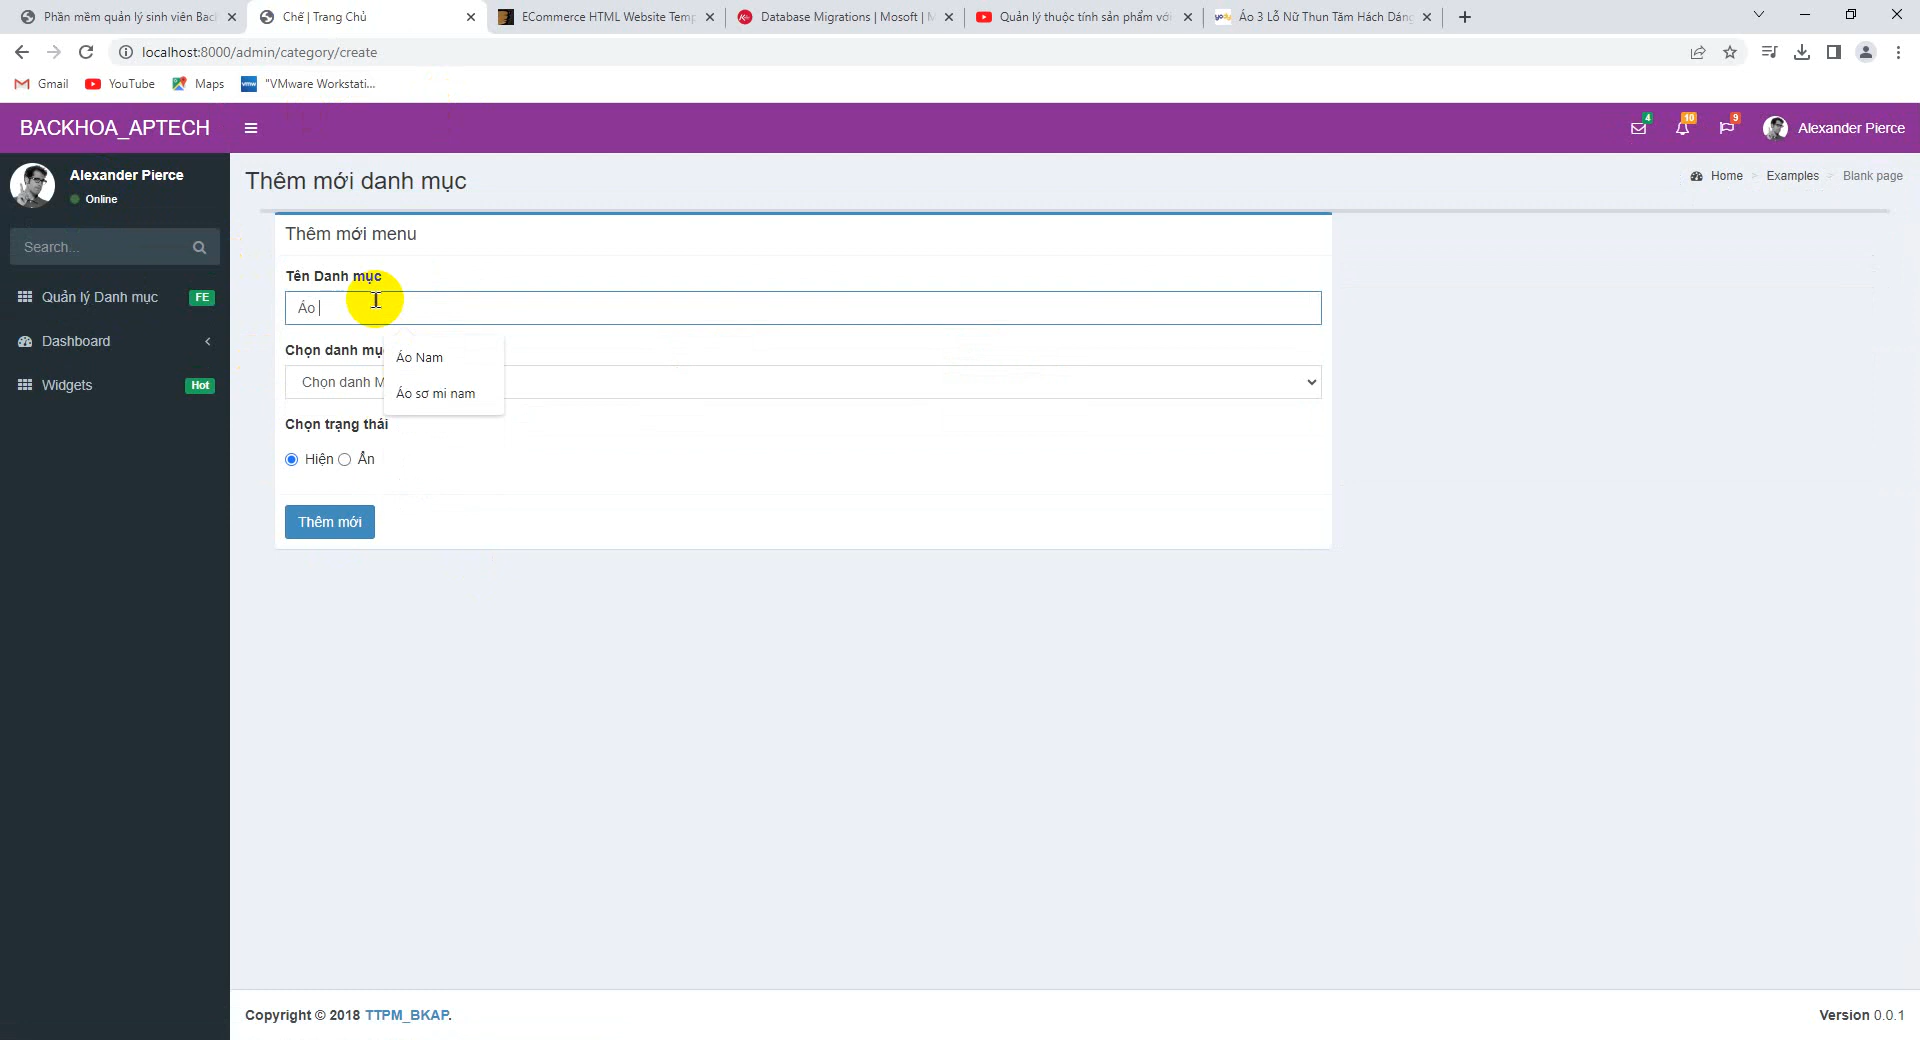 Phần mềm quản lý sinh viên Bac
Chế | Trang Chủ
ECommerce HTML Website Temp
Database Migrations | Mosoft | M
Quản lý thuộc tính sản phẩm với
Áo 3 Lỗ Nữ Thun Tăm Hách Dáng
localhost:8000/admin/category/create
Gmail
YouTube
Maps
"VMware Workstati...
BACKHOA_APTECH
4
10
9
Alexander Pierce
Alexander Pierce
Online
Search...
Quản lý Danh mục
FE
Dashboard
Widgets
Hot
Thêm mới danh mục
Home > Examples > Blank page
Thêm mới menu
Tên Danh mục
Áo
Áo Nam
Áo sơ mi nam
Chọn danh mụ
Chọn danh M
Chọn trạng thái
Hiện Ẩn
Thêm mới
Copyright © 2018 TTPM_BKAP.
Version 0.0.1